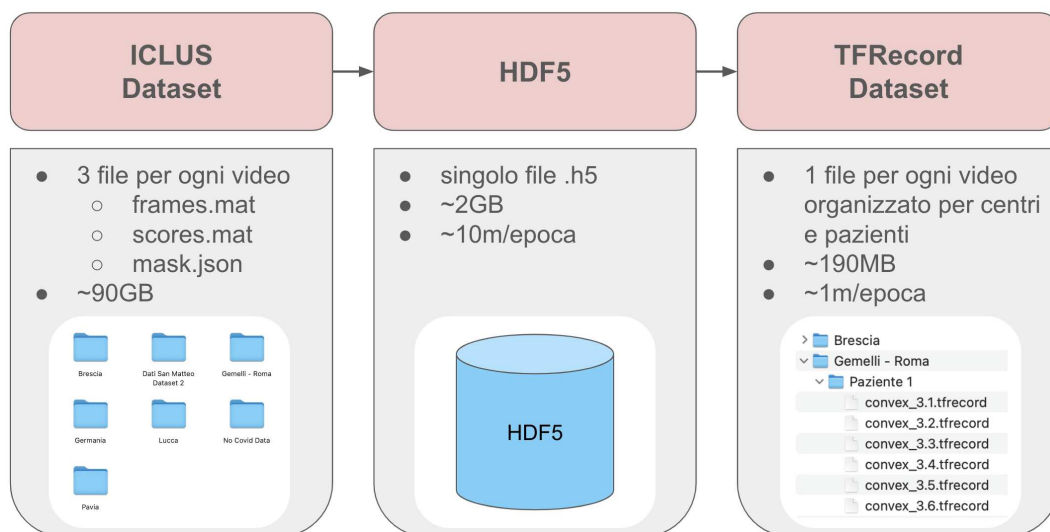 ICLUS
Dataset
HDF5
TFRecord
Dataset
● 3 file per ogni video
○ frames.mat
○ scores.mat
○ mask.json
● ~90GB
Brescia
Dati San Matteo
Dataset 2
Gemelli - Roma
Germania
Lucca
No Covid Data
Pavia
● singolo file .h5
● ~2GB
● ~10m/epoca
HDF5
● 1 file per ogni video
organizzato per centri
e pazienti
● ~190MB
● ~1m/epoca
Brescia
Gemelli - Roma
Paziente 1
convex_3.1.tfrecord
convex_3.2.tfrecord
convex_3.3.tfrecord
convex_3.4.tfrecord
convex_3.5.tfrecord
convex_3.6.tfrecord